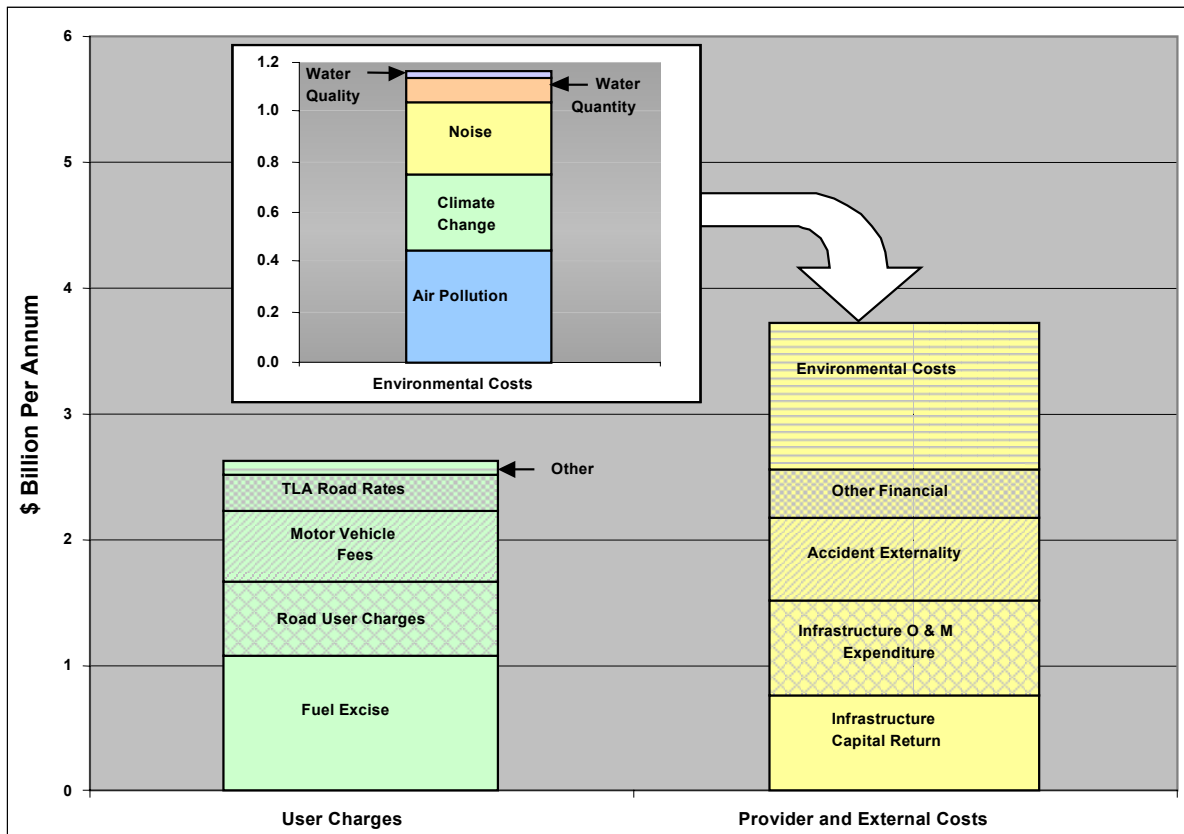 $ Billion Per Annum
6
5
4
3
2
1
0
1.2
1.0
0.8
0.6
0.4
0.2
0.0
Water
Quality
Water
Quantity
Noise
Climate
Change
Air Pollution
Environmental Costs
Other
TLA Road Rates
Motor Vehicle
Fees
Road User Charges
Fuel Excise
User Charges
Environmental Costs
Other Financial
Accident Externality
Infrastructure O & M
Expenditure
Infrastructure
Capital Return
Provider and External Costs